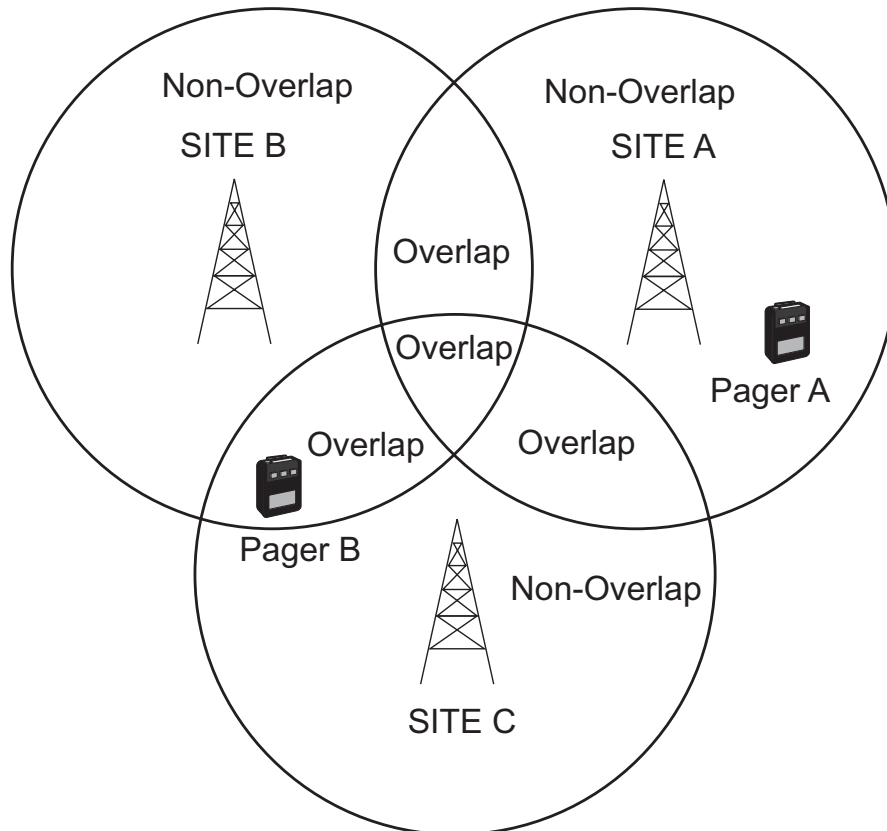 Non-Overlap
SITE B
Non-Overlap
SITE A
Overlap
Overlap
Pager A
Overlap
Overlap
Pager B
Non-Overlap
SITE C